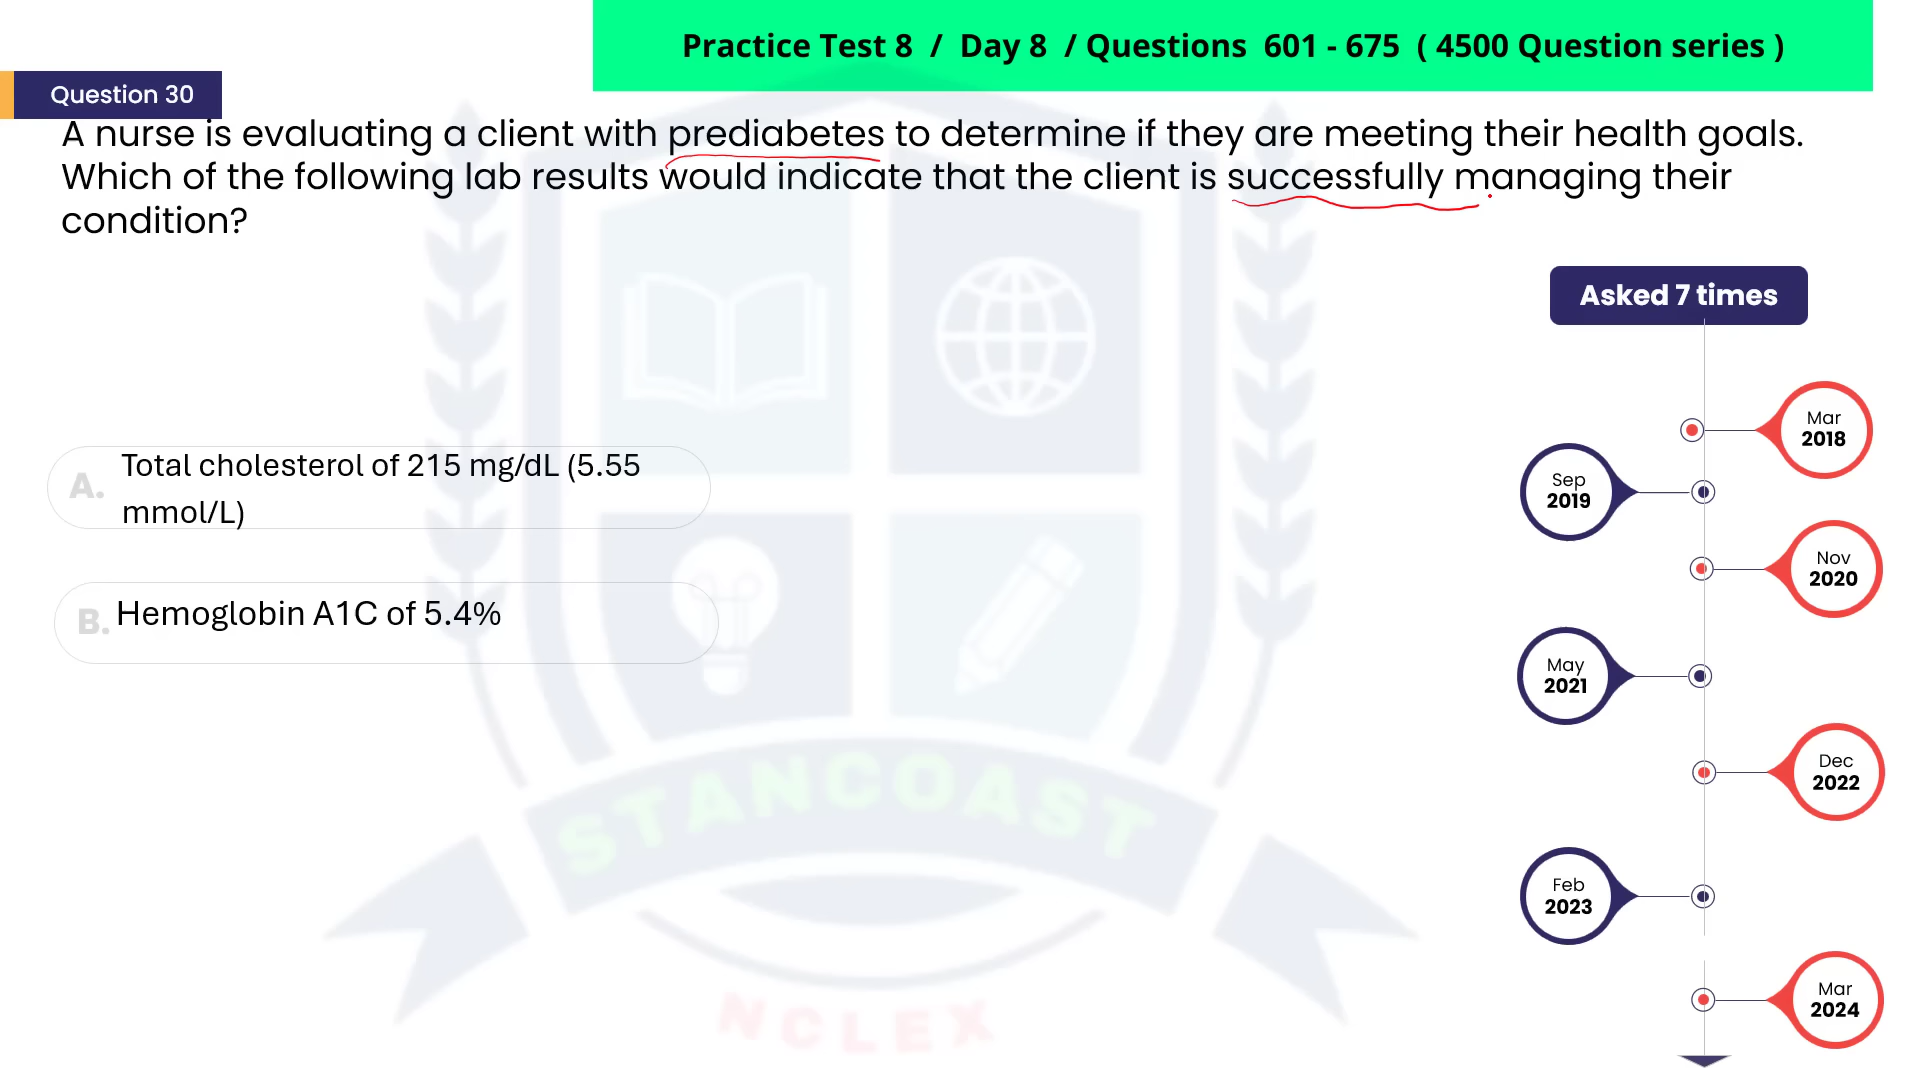 Practice Test 8 / Day 8 / Questions 601 - 675 ( 4500 Question series )
Question 30
A nurse is evaluating a client with prediabetes to determine if they are meeting their health goals.
Which of the following lab results would indicate that the client is successfully managing their
condition?
Asked 7 times
A. Total cholesterol of 215 mg/dL (5.55
mmol/L)
B. Hemoglobin A1C of 5.4%
Mar
2018
Sep
2019
Nov
2020
May
2021
Dec
2022
Feb
2023
Mar
2024
STANCOAST
NCLEX